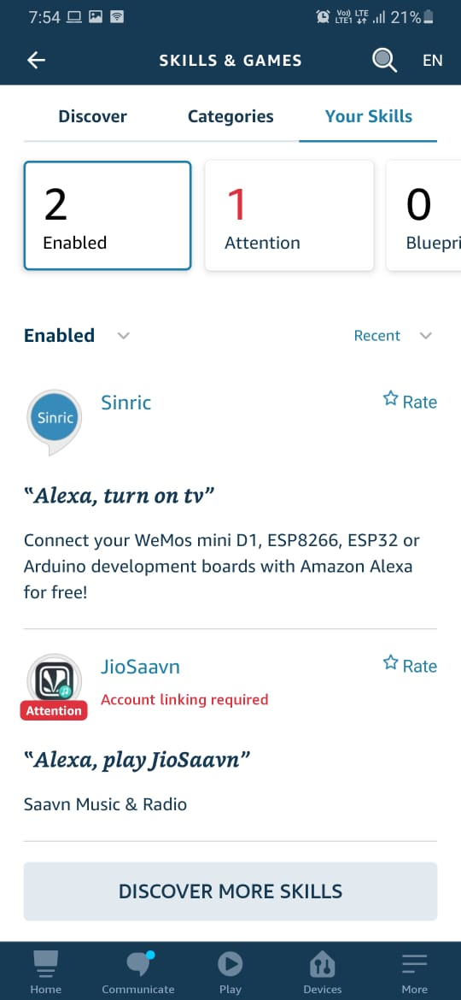 7:54 Vo) LTE LTE1 21%
SKILLS & GAMES EN
Discover Categories Your Skills
2 1 0
Enabled Attention Bluepri
Enabled Recent
Sinric Sinric Rate
“Alexa, turn on tv”
Connect your WeMos mini D1, ESP8266, ESP32 or
Arduino development boards with Amazon Alexa
for free!
JioSaavn Rate
Attention Account linking required
“Alexa, play JioSaavn”
Saavn Music & Radio
DISCOVER MORE SKILLS
Home Communicate Play Devices More